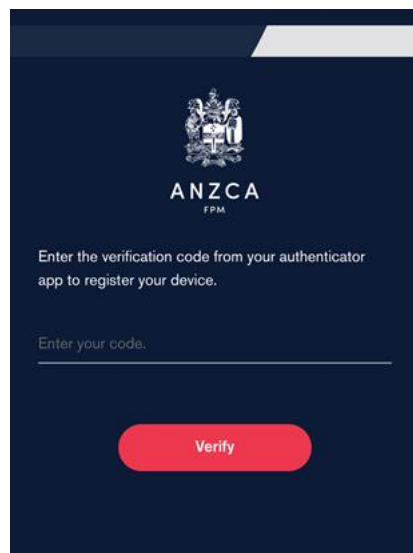 ANZCA
FPM
Enter the verification code from your authenticator
app to register your device.
Enter your code.
Verify